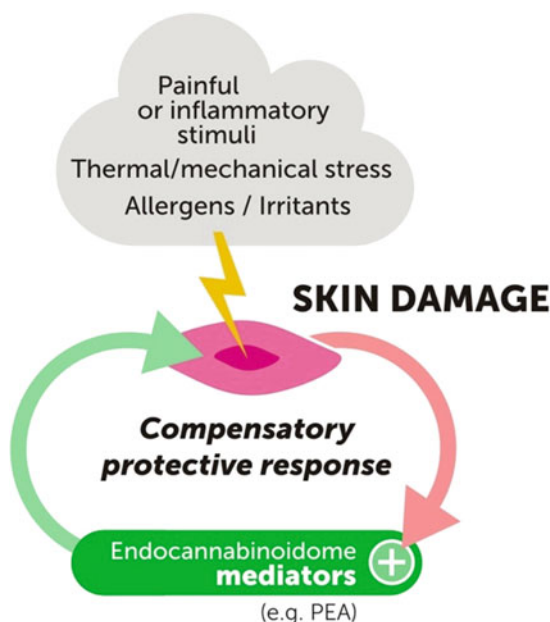 Painful
or inflammatory
stimuli
Thermal/mechanical stress
Allergens / Irritants
SKIN DAMAGE
Compensatory
protective response
Endocannabinoidome
mediators
+
(e.g. PEA)